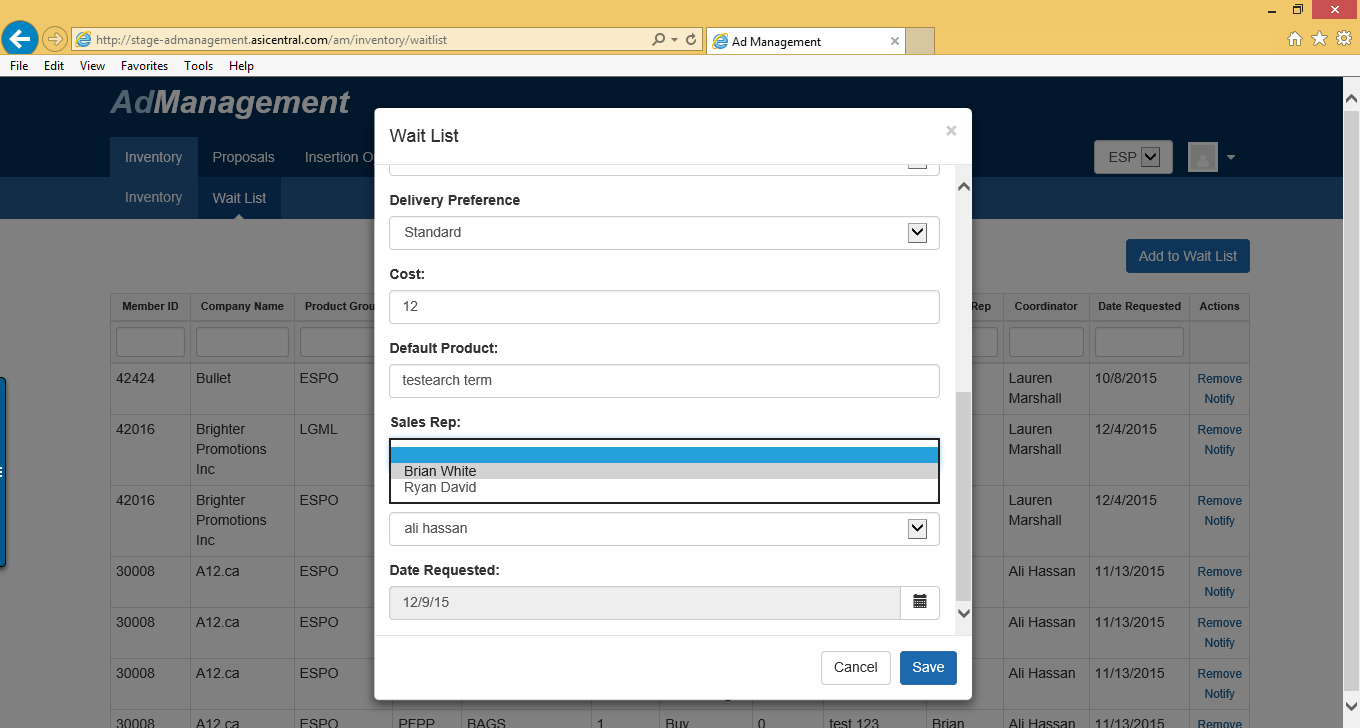 http://stage-admanagement.asicentral.com/am/inventory/waitlist
Ad Management
File Edit View Favorites Tools Help
AdManagement
Inventory Proposals Insertion O
ESP
Inventory Wait List
Add to Wait List
Wait List
×
Delivery Preference
Standard
Cost:
12
Default Product:
testearch term
Sales Rep:
Brian White
Ryan David
ali hassan
Date Requested:
12/9/15
Cancel Save
Member ID Company Name Product Grou Rep Coordinator Date Requested Actions
42424 Bullet ESPO Lauren Marshall 10/8/2015 Remove Notify
42016 Brighter Promotions Inc LGML Lauren Marshall 12/4/2015 Remove Notify
42016 Brighter Promotions Inc ESPO Lauren Marshall 12/4/2015 Remove Notify
30008 A12.ca ESPO Ali Hassan 11/13/2015 Remove Notify
30008 A12.ca ESPO Ali Hassan 11/13/2015 Remove Notify
30008 A12.ca ESPO Ali Hassan 11/13/2015 Remove Notify
30008 A12.ca ESPO PEPP BAGS 1 Buy 0 test 123 Brian Ali Hassan 11/13/2015 Remove